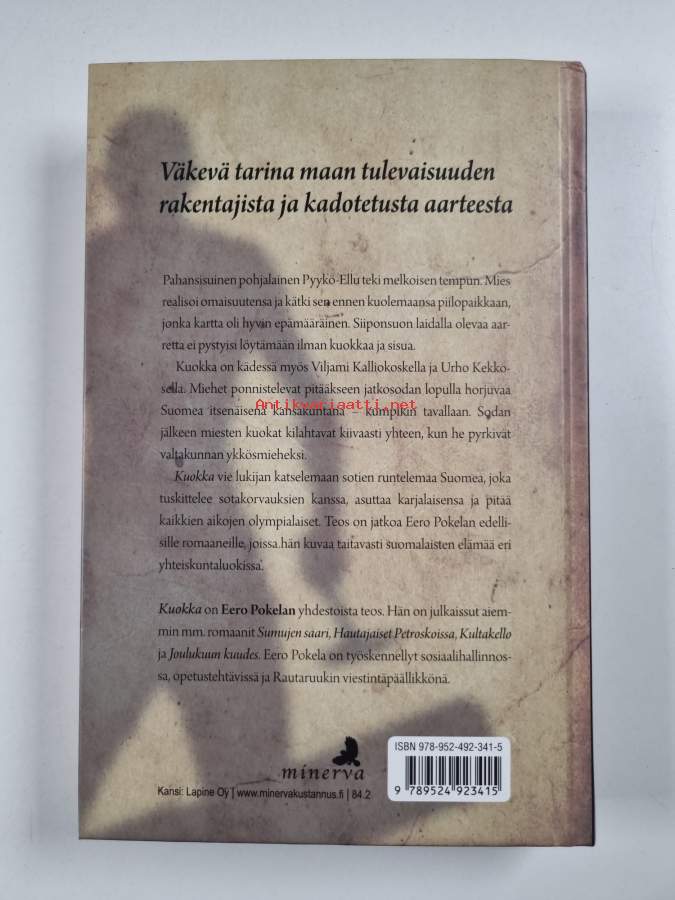 Väkevä tarina maan tulevaisuuden
rakentajista ja kadotetusta aarteesta
Pahansisuinen pohjalainen Pyykö-Ellu teki melkoisen tempun. Mies
realisoi omaisuutensa ja kätki sen ennen kuolemaansa piilopaikkaan,
jonka kartta oli hyvin epämääräinen. Siiponsuon laidalla olevaa aar-
retta ei pystyisi löytämään ilman kuokkaa ja sisua.
Kuokka on kädessä myös Viljami Kalliokoskella ja Urho Kekko-
sella. Miehet ponnistelevat pitääkseen jatkosodan lopulla horjuvaa
Suomea itsenäisenä kansakuntana – kumpikin tavallaan. Sodan
Antikvariaatti.net
jälkeen miesten kuokat kilahtavat kiivaasti yhteen, kun he pyrkivät
valtakunnan ykkösmieheksi.
Kuokka vie lukijan katselemaan sotien runtelemaa Suomea, joka
tuskittelee sotakorvauksien kanssa, asuttaa karjalaisensa ja pitää
kaikkien aikojen olympialaiset. Teos on jatkoa Eero Pokelan edelli-
sille romaaneille, joissa hän kuvaa taitavasti suomalaisten elämää eri
yhteiskuntaluokissa.
Kuokka on Eero Pokelan yhdestoista teos. Hän on julkaissut aiem-
min mm. romaanit Sumujen saari, Hautajaiset Petroskoissa, Kultakello
ja Joulukuun kuudes. Eero Pokela on työskennellyt sosiaalihallinnos-
sa, opetustehtävissä ja Rautaruukin viestintäpäällikkönä.
minerva
Kansi: Lapine Oy | www.minervakustannus.fi | 84.2
ISBN 978-952-492-341-5
9 789524 923415